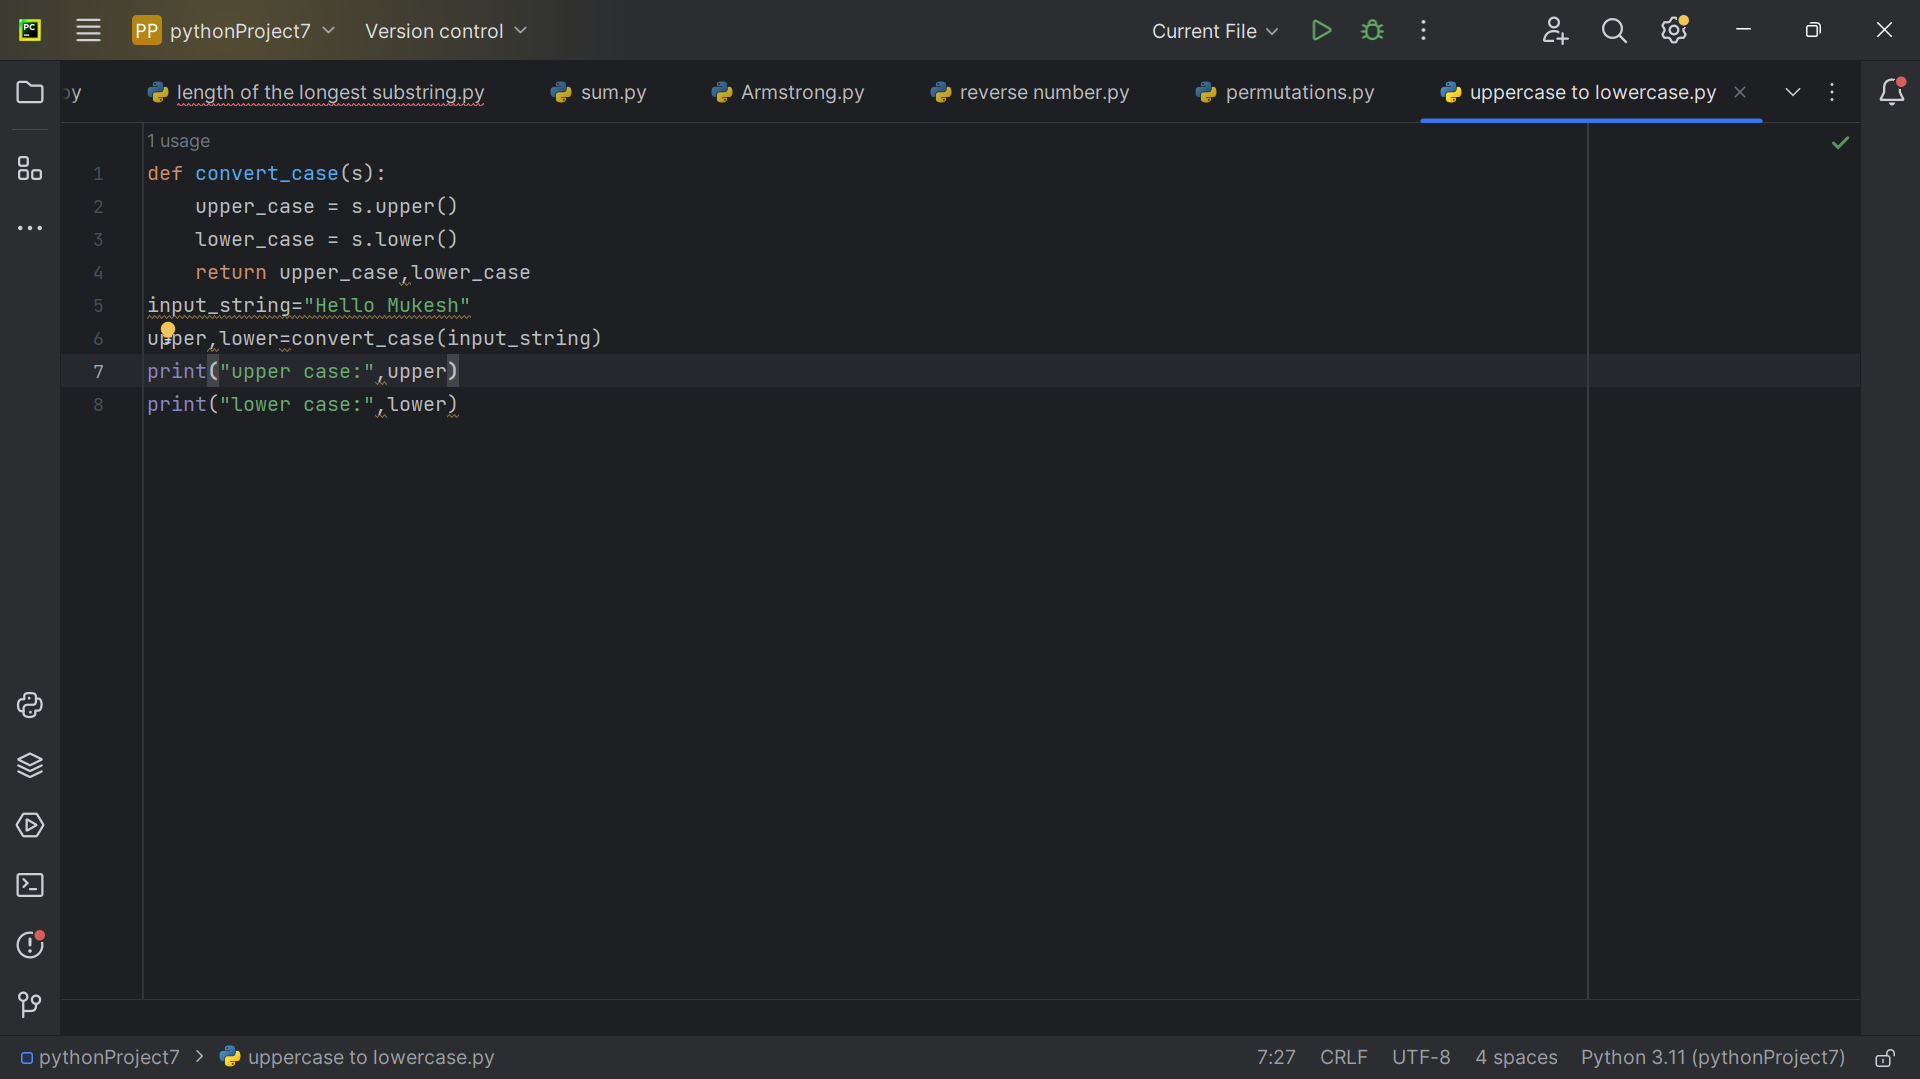 PC
PP pythonProject7 Version control Current File
py length of the longest substring.py sum.py Armstrong.py reverse number.py permutations.py uppercase to lowercase.py
1 usage
1 def convert_case(s):
2     upper_case = s.upper()
3     lower_case = s.lower()
4     return upper_case,lower_case
5 input_string="Hello Mukesh"
6 upper,lower=convert_case(input_string)
7 print("upper case:",upper)
8 print("lower case:",lower)
pythonProject7 > uppercase to lowercase.py 7:27 CRLF UTF-8 4 spaces Python 3.11 (pythonProject7)